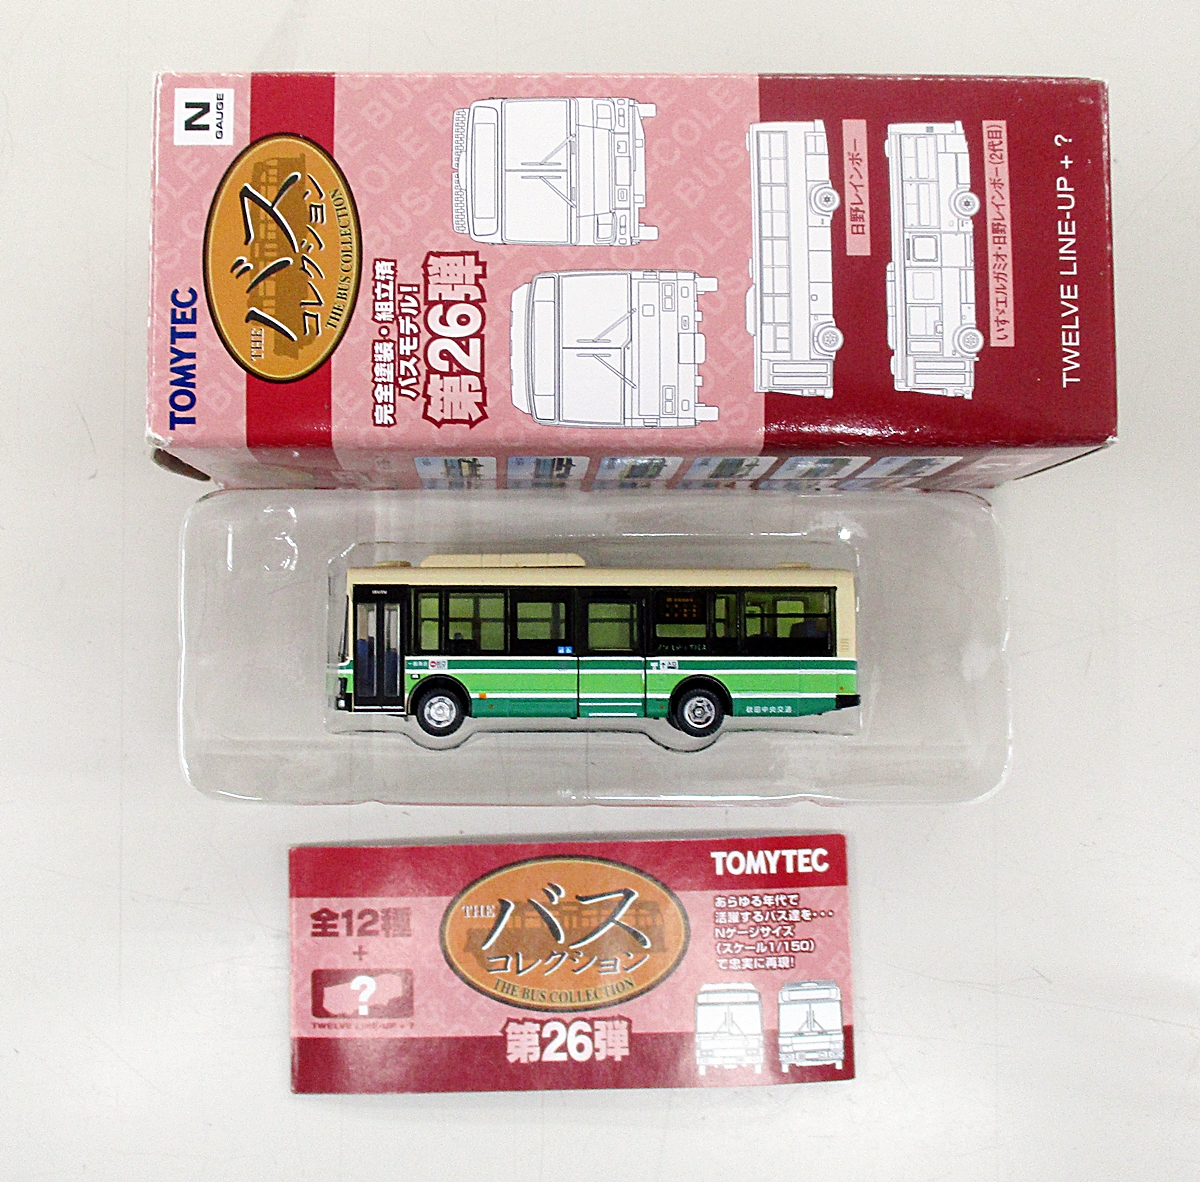 N
GAUGE
TOMYTEC
THE
バス
コレクション
THE BUS COLLECTION
完全塗装・組立済
バスモデル!
第26弾
日野レインボー
いすゞエルガミオ・日野レインボー(2代目)
TWELVE LINE-UP + ?
秋田中央交通
TOMYTEC
全12種
+
?
TWELVE LINE-UP + ?
THE
バス
コレクション
THE BUS COLLECTION
第26弾
あらゆる年代で
活躍するバス達を・・・
Nゲージサイズ
(スケール1/150)
で忠実に再現!